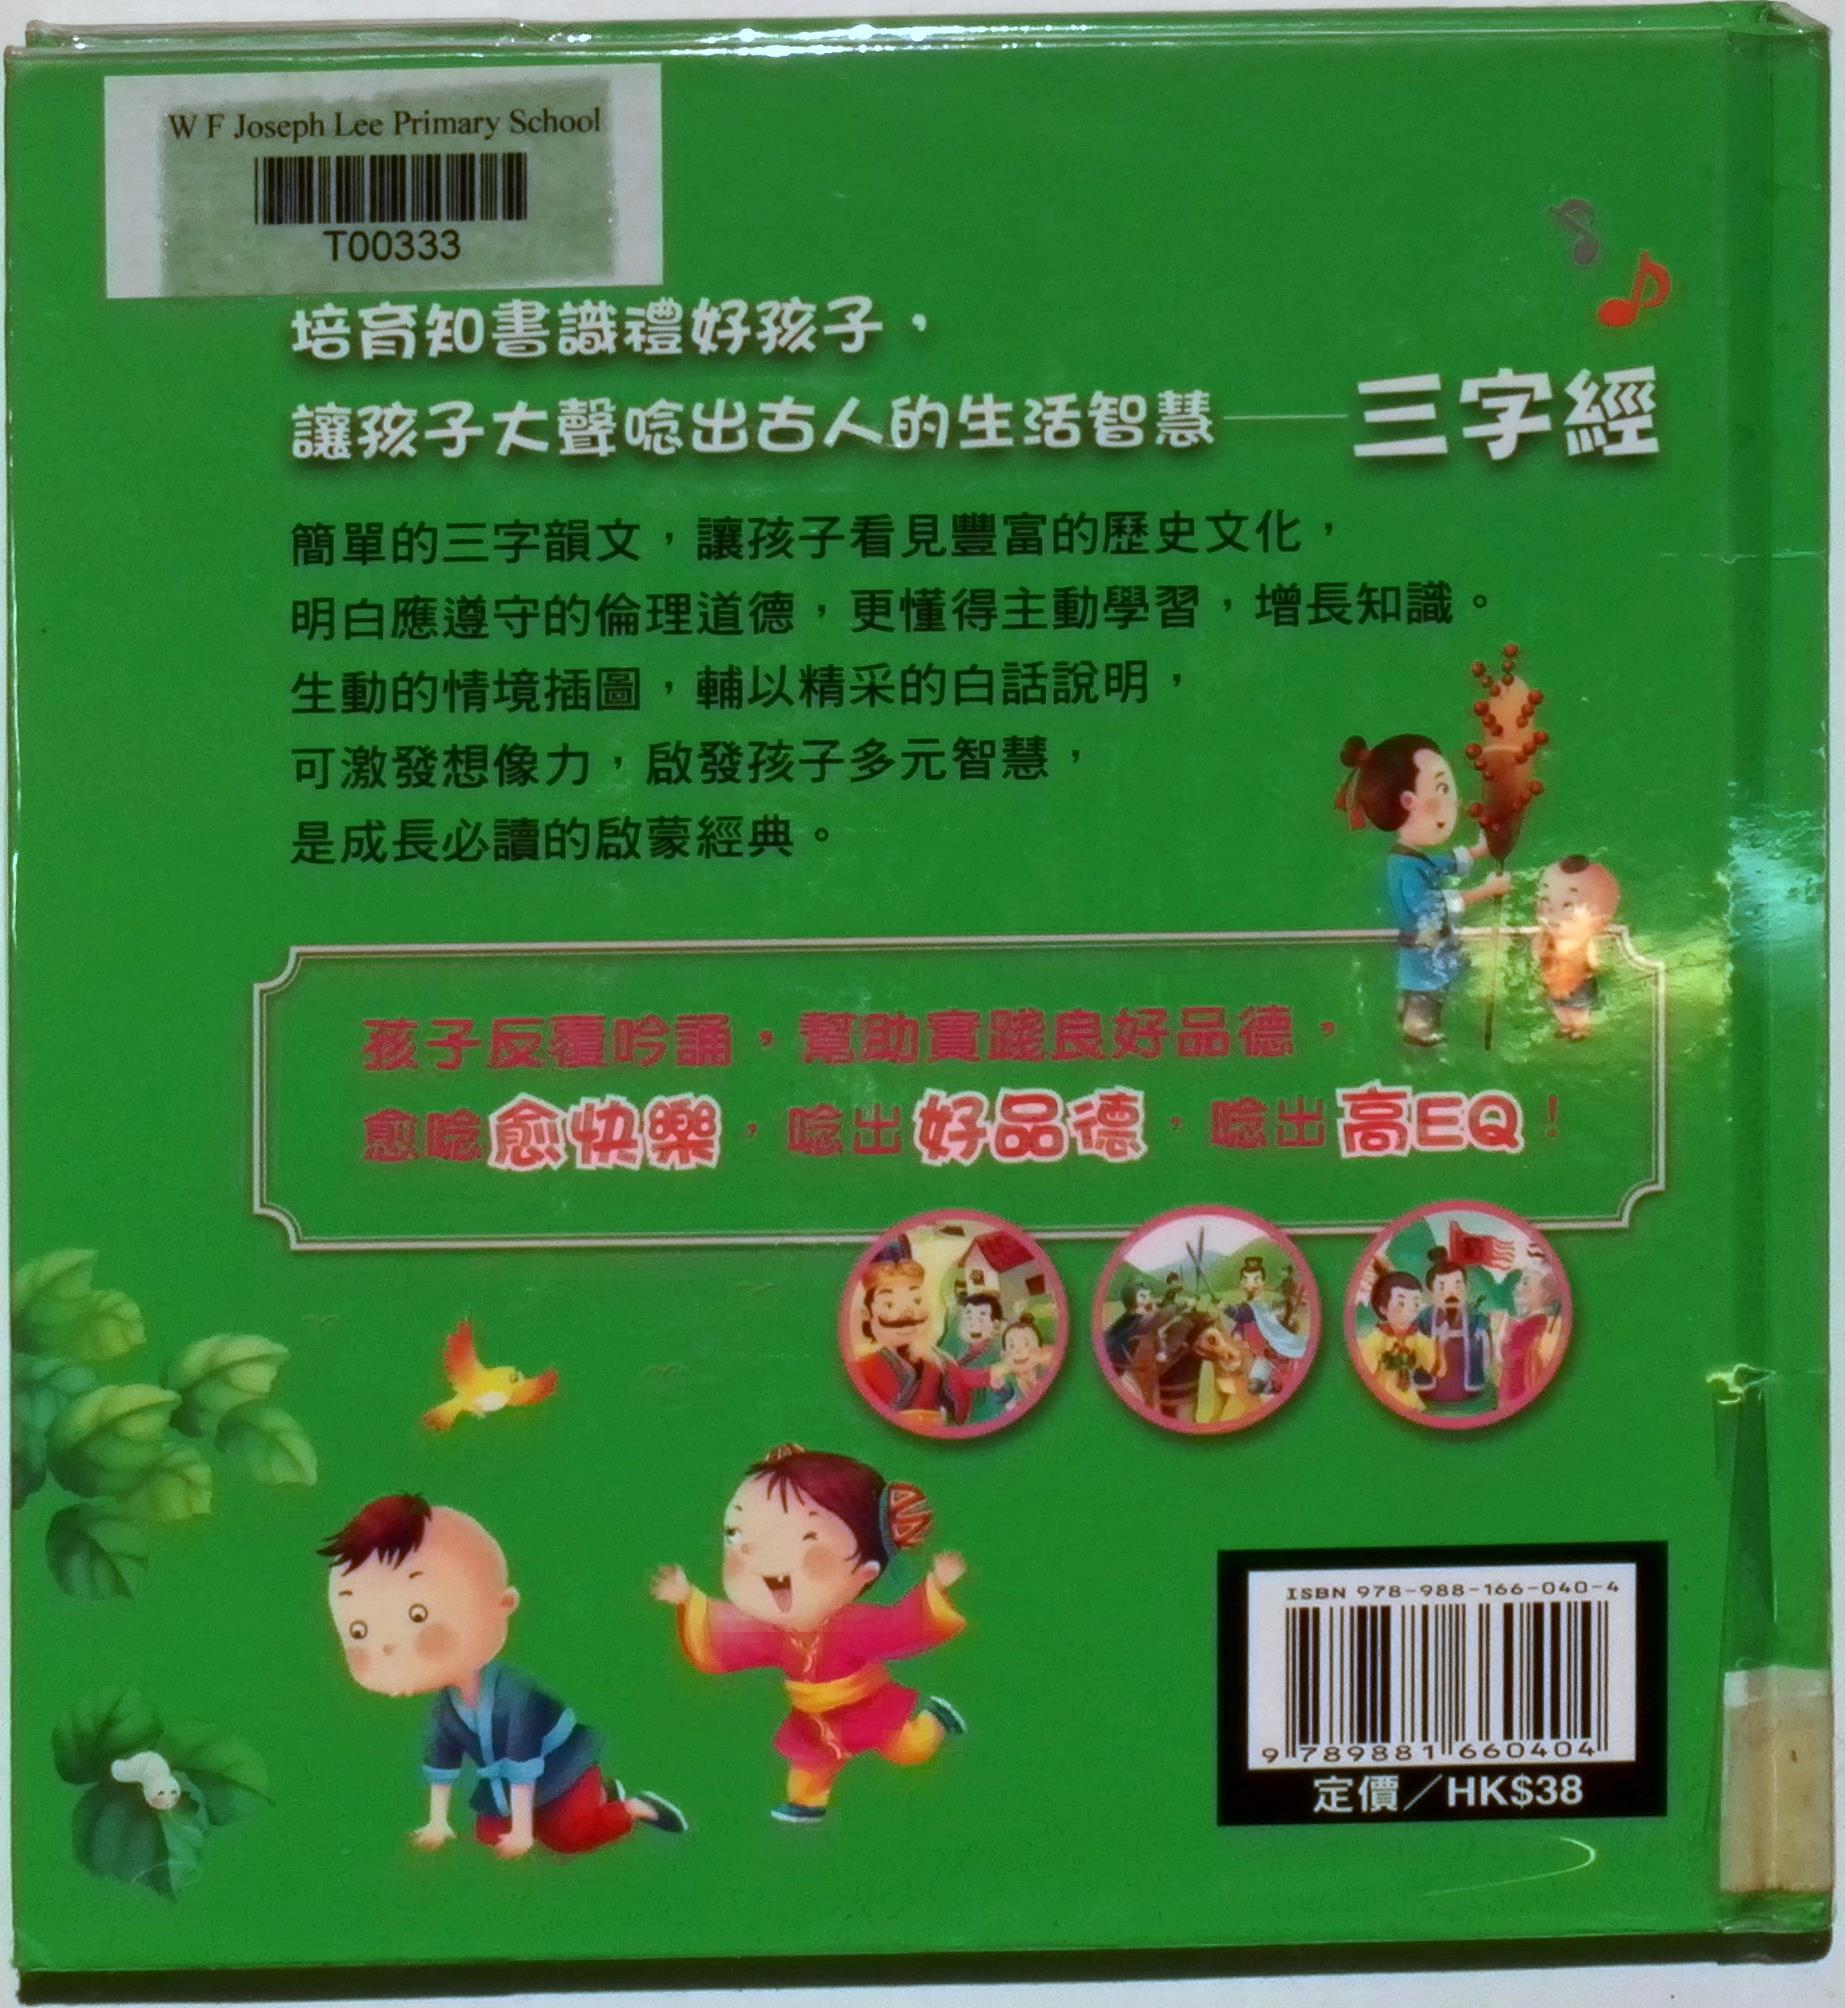 W F Joseph Lee Primary School
T00333
培育知書識禮好孩子，
讓孩子大聲唸出古人的生活智慧——三字經
簡單的三字韻文，讓孩子看見豐富的歷史文化，
明白應遵守的倫理道德，更懂得主動學習，增長知識。
生動的情境插圖，輔以精采的白話說明，
可激發想像力，啟發孩子多元智慧，
是成長必讀的啟蒙經典。
孩子反覆吟誦，幫助實踐良好品德，
愈唸愈快樂，唸出好品德，唸出高EQ！
ISBN 978-988-166-040-4
9 789881 660404
定價／HK$38